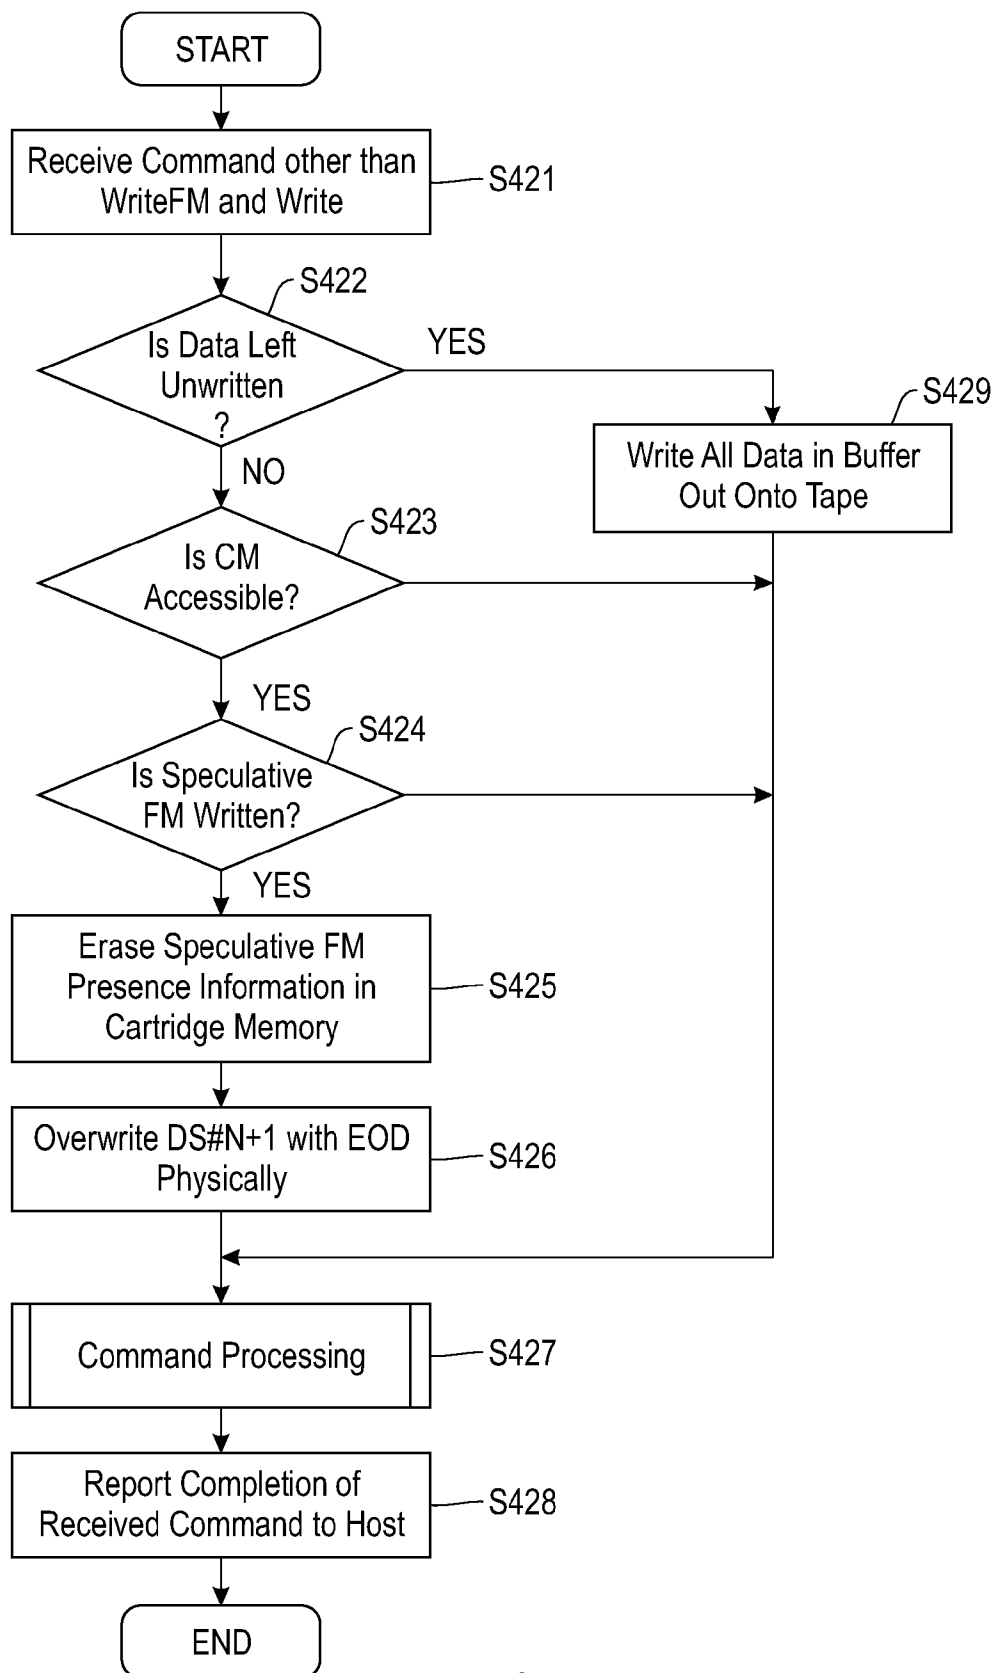 START
Receive Command other than
WriteFM and Write
S421
S422
Is Data Left
Unwritten
?
YES
NO
S429
Write All Data in Buffer
Out Onto Tape
S423
Is CM
Accessible?
YES
S424
Is Speculative
FM Written?
YES
Erase Speculative FM
Presence Information in
Cartridge Memory
S425
Overwrite DS#N+1 with EOD
Physically
S426
Command Processing
S427
Report Completion of
Received Command to Host
S428
END